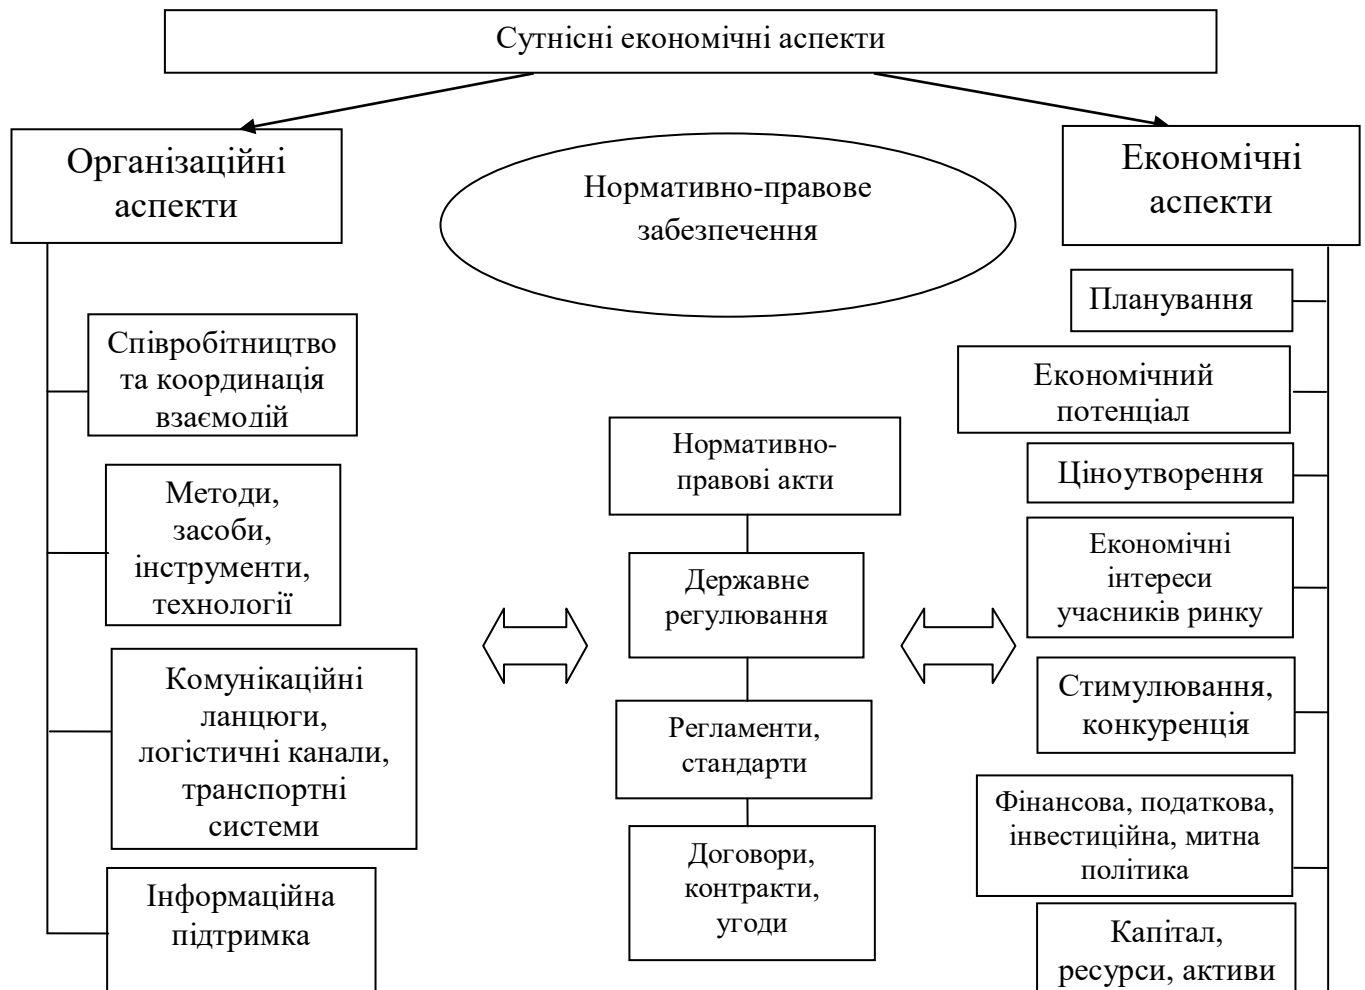 Сутнісні економічні аспекти
Організаційні
аспекти
Нормативно-правове
забезпечення
Економічні
аспекти
Співробітництво
та координація
взаємодій
Методи,
засоби,
інструменти,
технології
Комунікаційні
ланцюги,
логістичні канали,
транспортні
системи
Інформаційна
підтримка
Нормативно-
правові акти
Державне
регулювання
Регламенти,
стандарти
Договори,
контракти,
угоди
Планування
Економічний
потенціал
Ціноутворення
Економічні
інтереси
учасників ринку
Стимулювання,
конкуренція
Фінансова, податкова,
інвестиційна, митна
політика
Капітал,
ресурси, активи